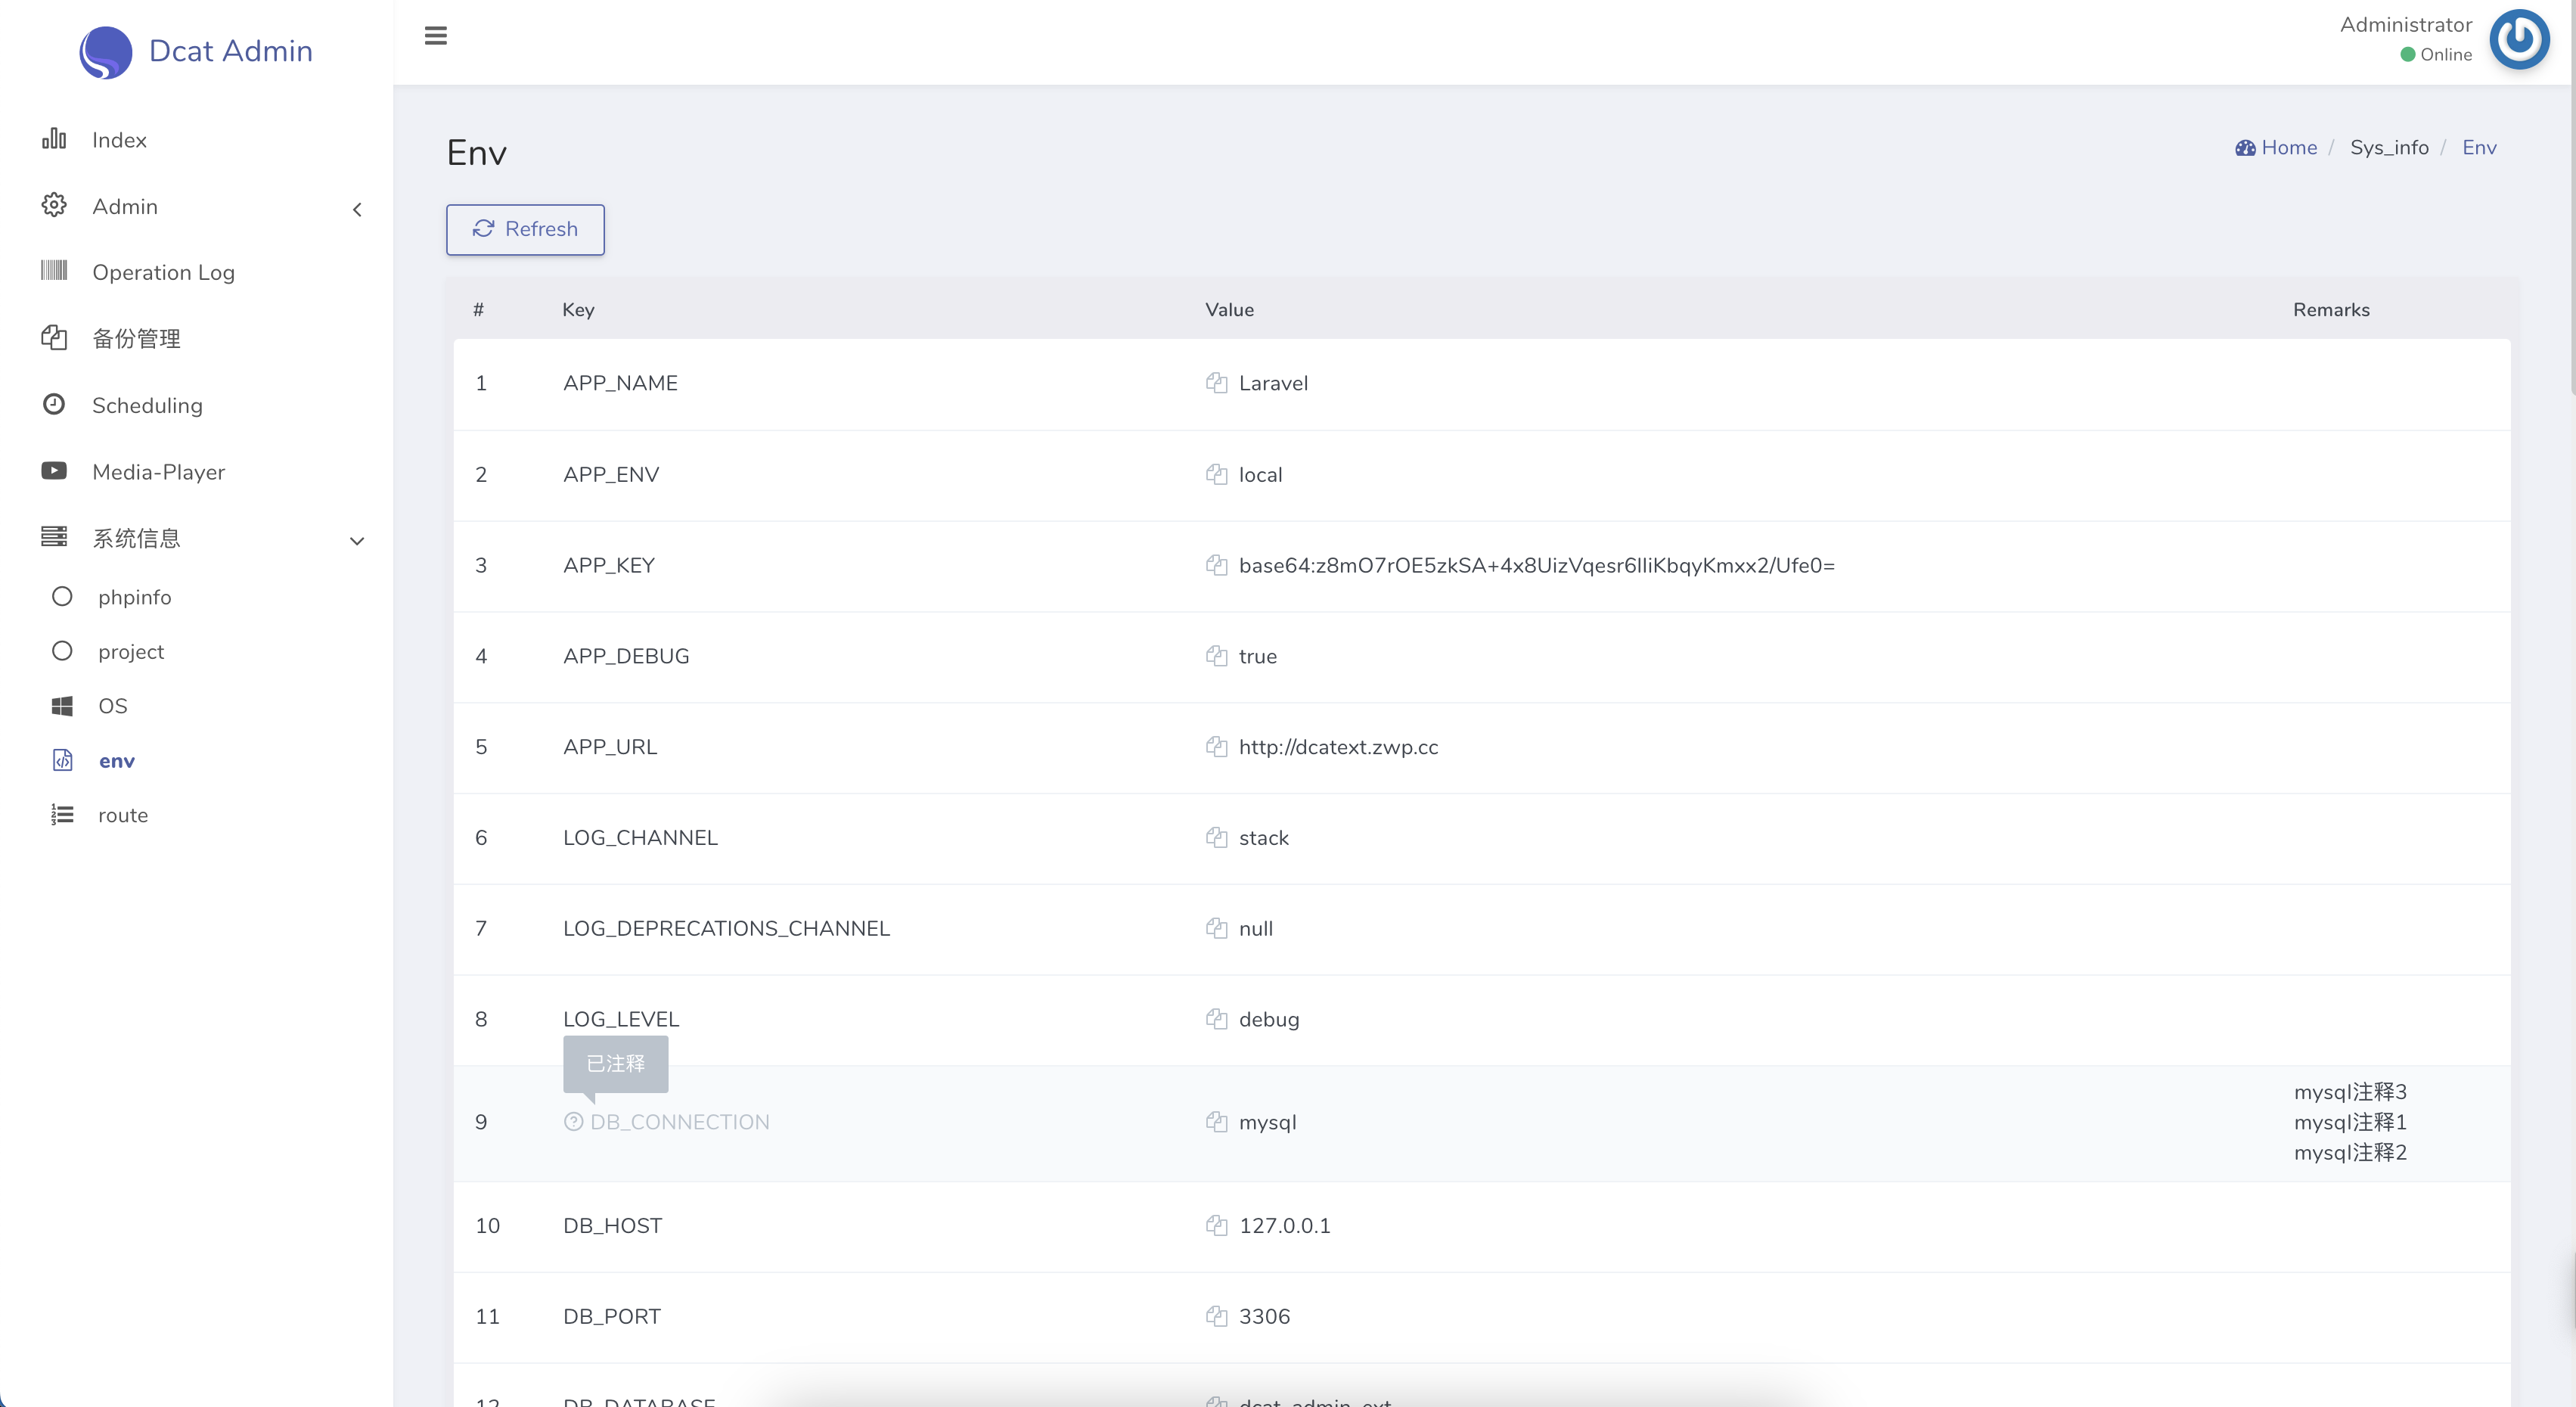 Dcat Admin
Administrator
Online
Index
Admin
Operation Log
备份管理
Scheduling
Media-Player
系统信息
phpinfo
project
OS
env
route
Env
Home / Sys_info / Env
Refresh
# Key Value Remarks
1 APP_NAME Laravel
2 APP_ENV local
3 APP_KEY base64:z8mO7rOE5zkSA+4x8UizVqesr6IIiKbqyKmxx2/Ufe0=
4 APP_DEBUG true
5 APP_URL http://dcatext.zwp.cc
6 LOG_CHANNEL stack
7 LOG_DEPRECATIONS_CHANNEL null
8 LOG_LEVEL debug
已注释
9 DB_CONNECTION mysql
mysql注释3
mysql注释1
mysql注释2
10 DB_HOST 127.0.0.1
11 DB_PORT 3306
12 DB_DATABASE dcat_admin_ext